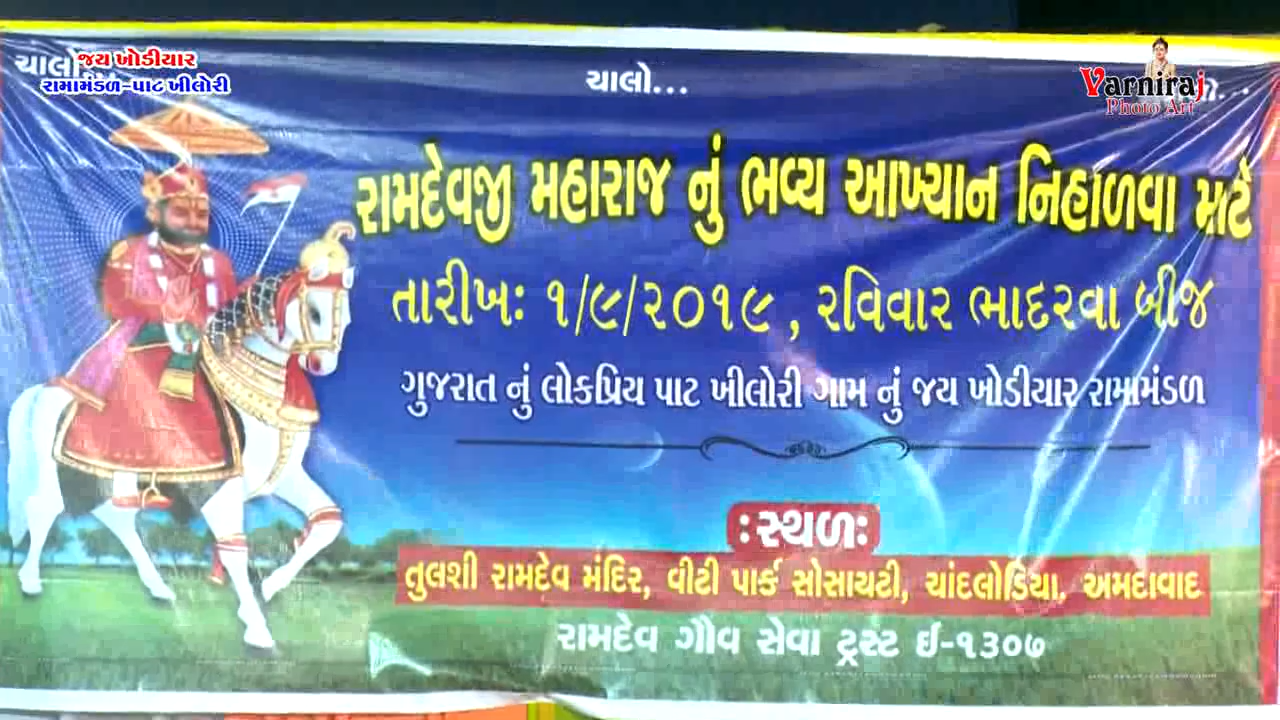 ચાલો...
જય ખોડીયાર
રામામંડળ-પાટ ખીલોરી
ચાલો...
Varniraj
Photo Art
રામદેવજી મહારાજ નું ભવ્ય આખ્યાન નિહાળવા માટે
તારીખઃ ૧/૯/૨૦૧૯ , રવિવાર ભાદરવા બીજ
ગુજરાત નું લોકપ્રિય પાટ ખીલોરી ગામ નું જય ખોડીયાર રામામંડળ
:સ્થળ:
તુલશી રામદેવ મંદિર, વીટી પાર્ક સોસાયટી, ચાંદલોડિયા, અમદાવાદ
રામદેવ ગૌવ સેવા ટ્રસ્ટ ઈ-૧૩૦૭